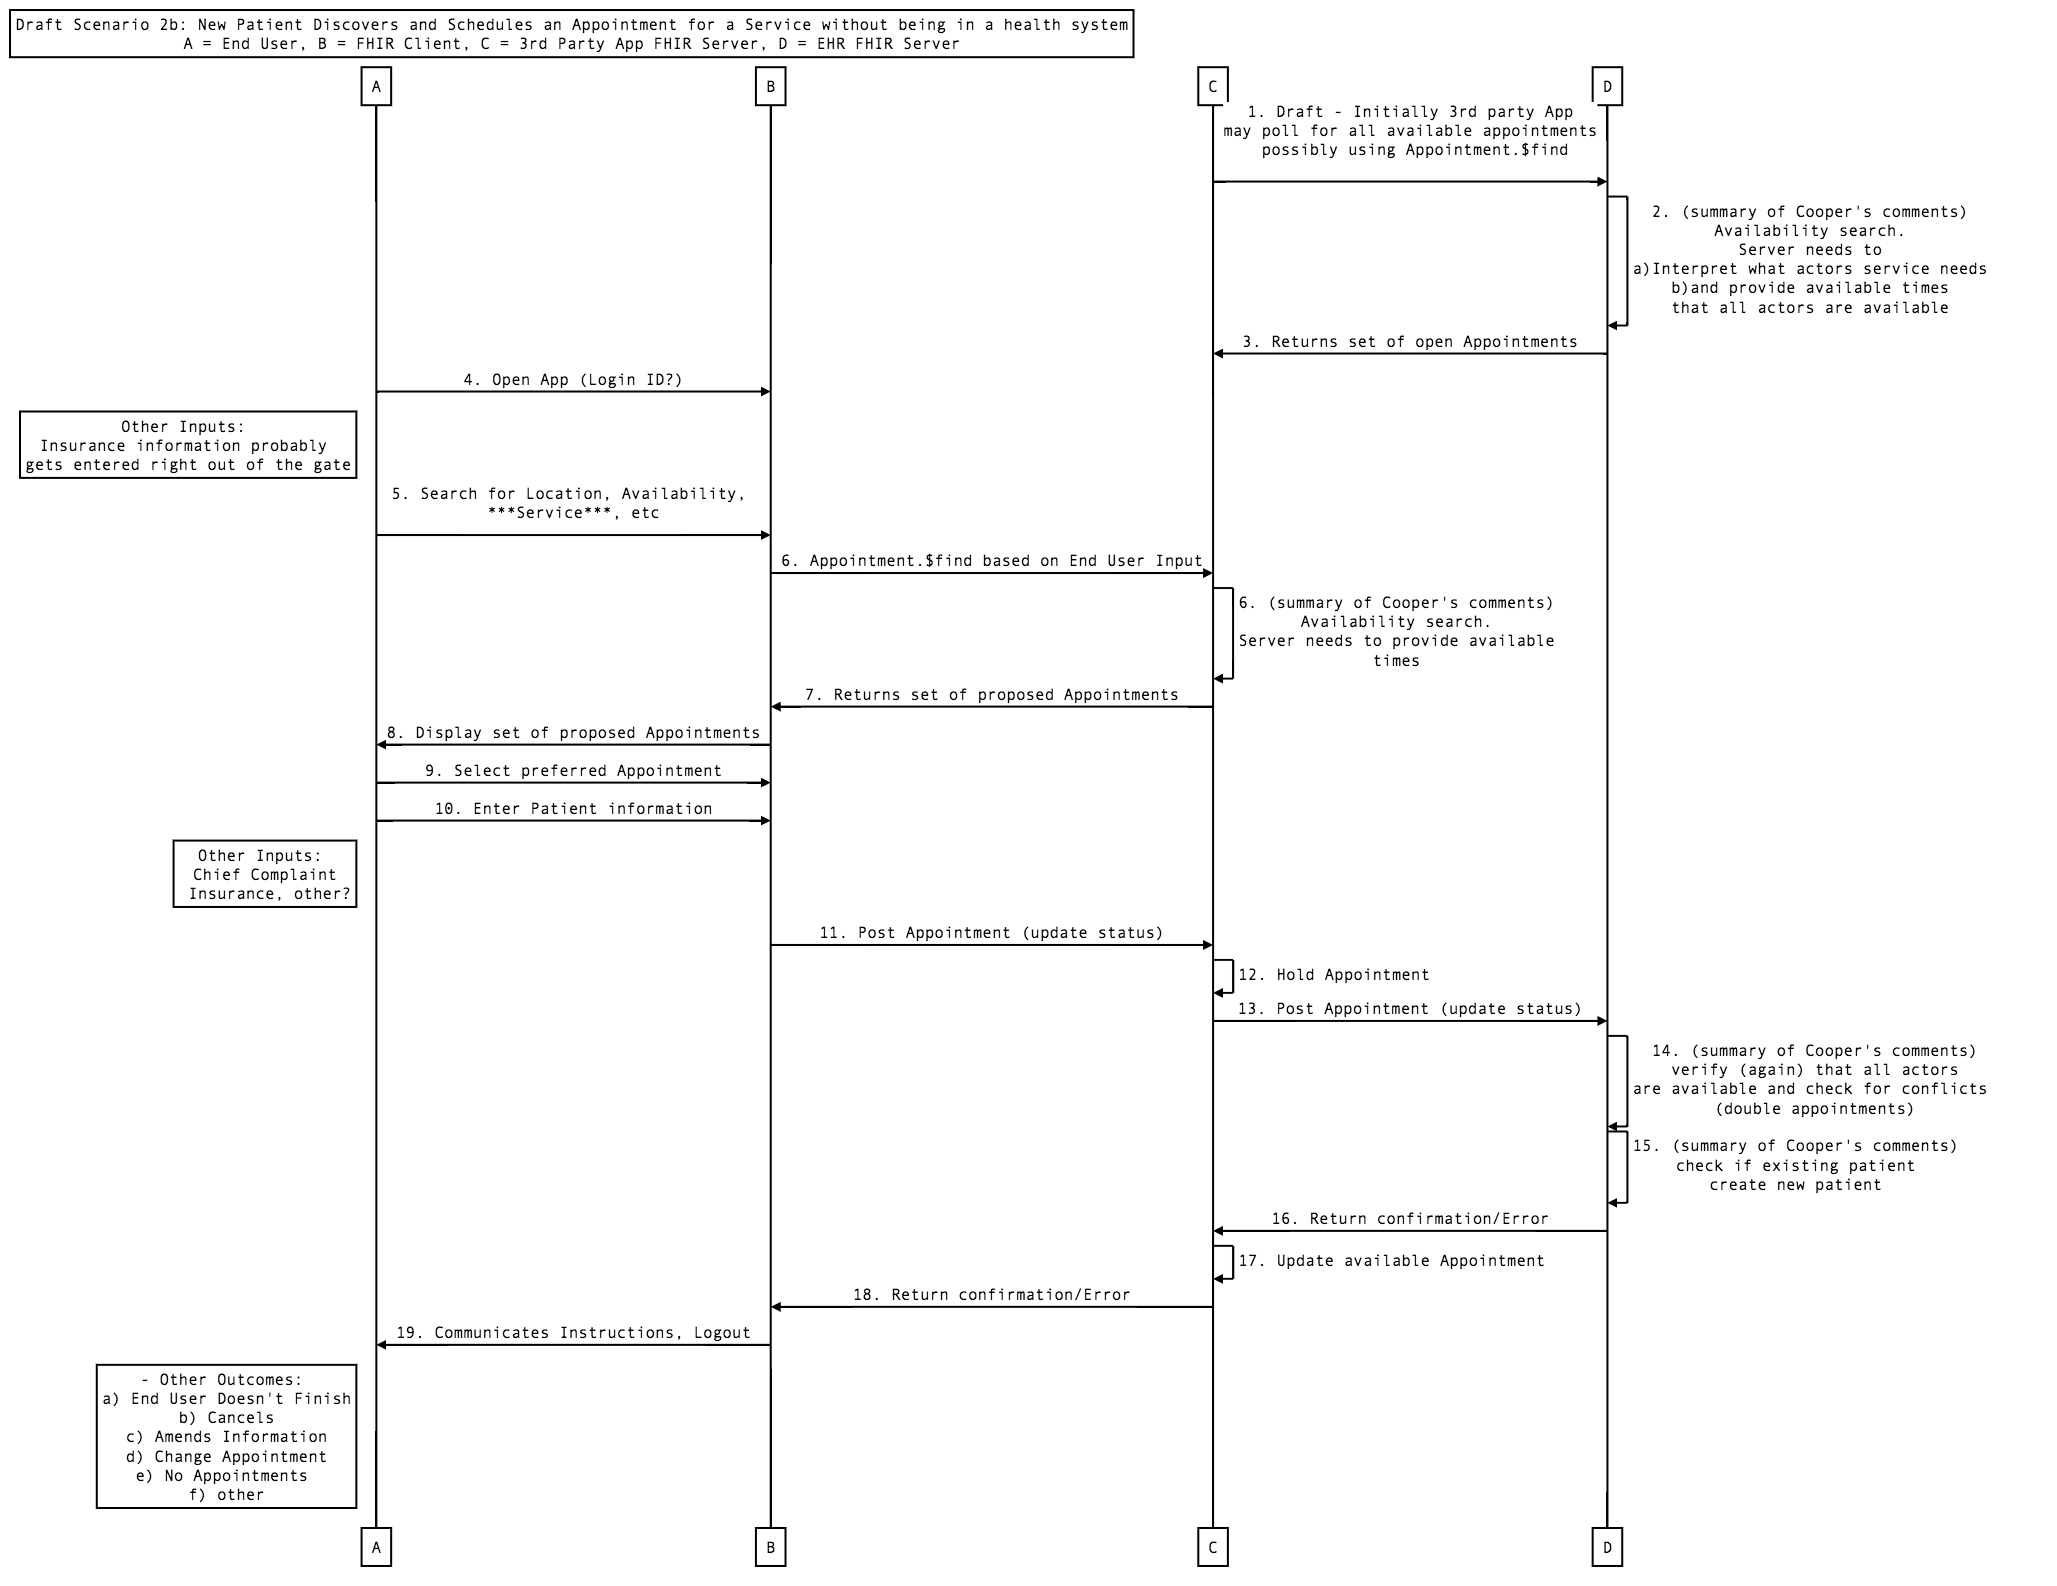 Draft Scenario 2b: New Patient Discovers and Schedules an Appointment for a Service without being in a health system
A = End User, B = FHIR Client, C = 3rd Party App FHIR Server, D = EHR FHIR Server
A
B
C
D
1. Draft - Initially 3rd party App
may poll for all available appointments
possibly using Appointment.$find
2. (summary of Cooper's comments)
Availability search.
Server needs to
a)Interpret what actors service needs
b)and provide available times
that all actors are available
3. Returns set of open Appointments
4. Open App (Login ID?)
Other Inputs:
Insurance information probably
gets entered right out of the gate
5. Search for Location, Availability,
***Service***, etc
6. Appointment.$find based on End User Input
6. (summary of Cooper's comments)
Availability search.
Server needs to provide available
times
7. Returns set of proposed Appointments
8. Display set of proposed Appointments
9. Select preferred Appointment
10. Enter Patient information
Other Inputs:
Chief Complaint
Insurance, other?
11. Post Appointment (update status)
12. Hold Appointment
13. Post Appointment (update status)
14. (summary of Cooper's comments)
verify (again) that all actors
are available and check for conflicts
(double appointments)
15. (summary of Cooper's comments)
check if existing patient
create new patient
16. Return confirmation/Error
17. Update available Appointment
18. Return confirmation/Error
19. Communicates Instructions, Logout
- Other Outcomes:
a) End User Doesn't Finish
b) Cancels
c) Amends Information
d) Change Appointment
e) No Appointments
f) other
A
B
C
D